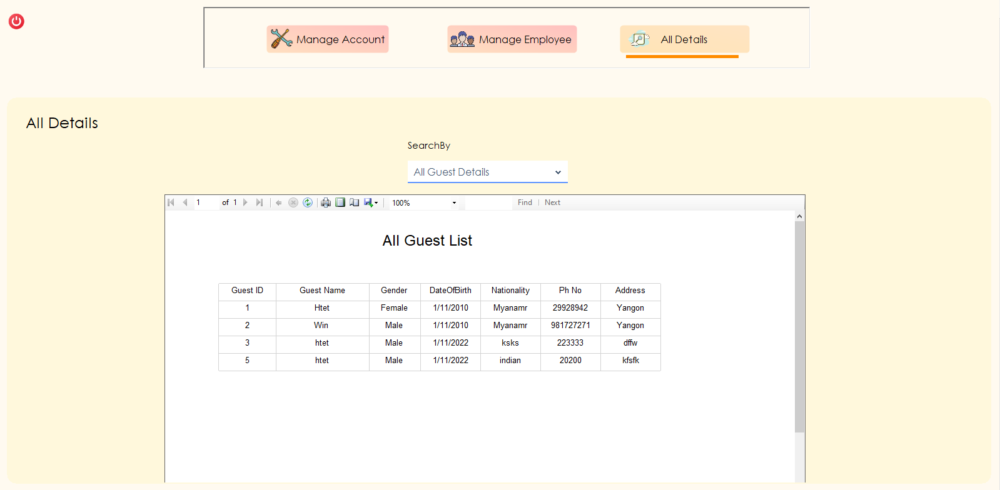 Manage Account Manage Employee All Details
All Details
SearchBy
All Guest Details
1 of 1 100% Find | Next
All Guest List
Guest ID Guest Name Gender DateOfBirth Nationality Ph No Address
1 Htet Female 1/11/2010 Myanamr 29928942 Yangon
2 Win Male 1/11/2010 Myanamr 981727271 Yangon
3 htet Male 1/11/2022 ksks 223333 dffw
5 htet Male 1/11/2022 indian 20200 kfsfk